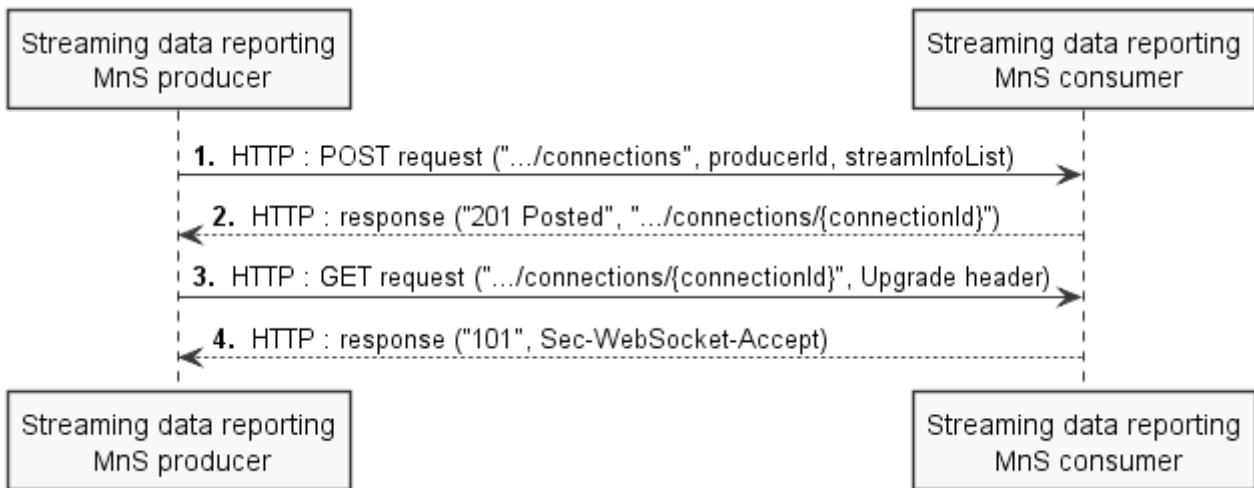 Streaming data reporting
MnS producer
Streaming data reporting
MnS consumer
1. HTTP : POST request (".../connections", producerId, streamInfoList)
2. HTTP : response ("201 Posted", ".../connections/{connectionId}")
3. HTTP : GET request (".../connections/{connectionId}", Upgrade header)
4. HTTP : response ("101", Sec-WebSocket-Accept)
Streaming data reporting
MnS producer
Streaming data reporting
MnS consumer